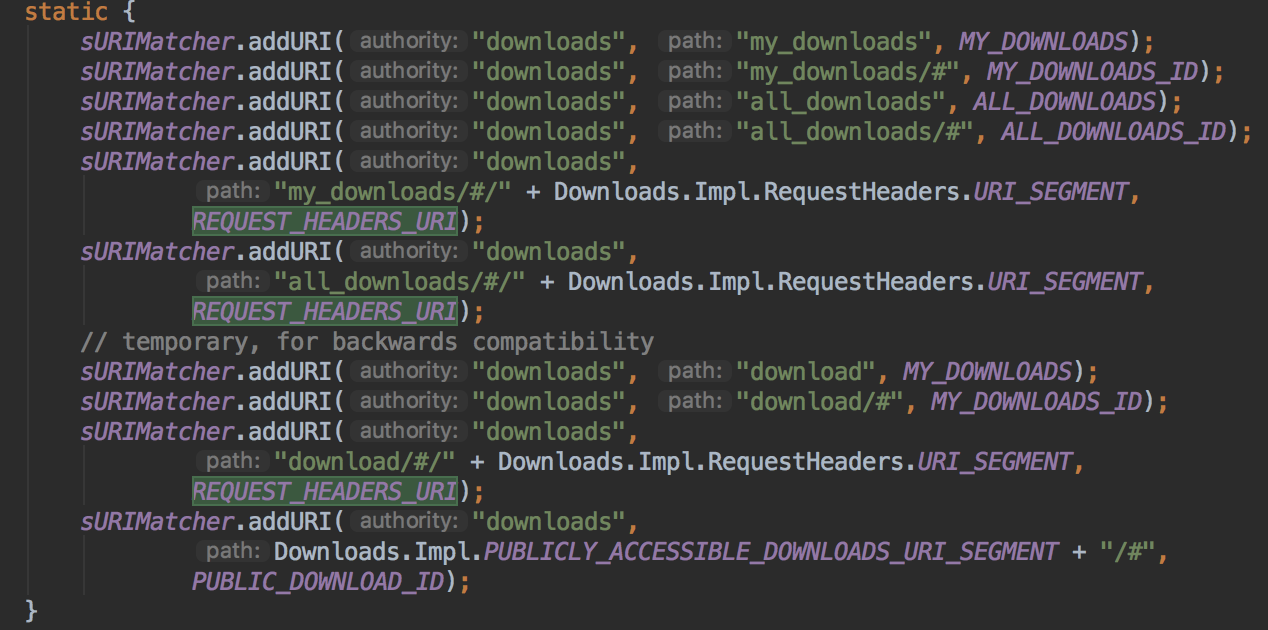 static {
sURIMatcher.addURI( authority: "downloads", path: "my_downloads", MY_DOWNLOADS);
sURIMatcher.addURI( authority: "downloads", path: "my_downloads/#", MY_DOWNLOADS_ID);
sURIMatcher.addURI( authority: "downloads", path: "all_downloads", ALL_DOWNLOADS);
sURIMatcher.addURI( authority: "downloads", path: "all_downloads/#", ALL_DOWNLOADS_ID);
sURIMatcher.addURI( authority: "downloads",
path: "my_downloads/#/" + Downloads.Impl.RequestHeaders.URI_SEGMENT,
REQUEST_HEADERS_URI);
sURIMatcher.addURI( authority: "downloads",
path: "all_downloads/#/" + Downloads.Impl.RequestHeaders.URI_SEGMENT,
REQUEST_HEADERS_URI);
// temporary, for backwards compatibility
sURIMatcher.addURI( authority: "downloads", path: "download", MY_DOWNLOADS);
sURIMatcher.addURI( authority: "downloads", path: "download/#", MY_DOWNLOADS_ID);
sURIMatcher.addURI( authority: "downloads",
path: "download/#/" + Downloads.Impl.RequestHeaders.URI_SEGMENT,
REQUEST_HEADERS_URI);
sURIMatcher.addURI( authority: "downloads",
path: Downloads.Impl.PUBLICLY_ACCESSIBLE_DOWNLOADS_URI_SEGMENT + "/#",
PUBLIC_DOWNLOAD_ID);
}